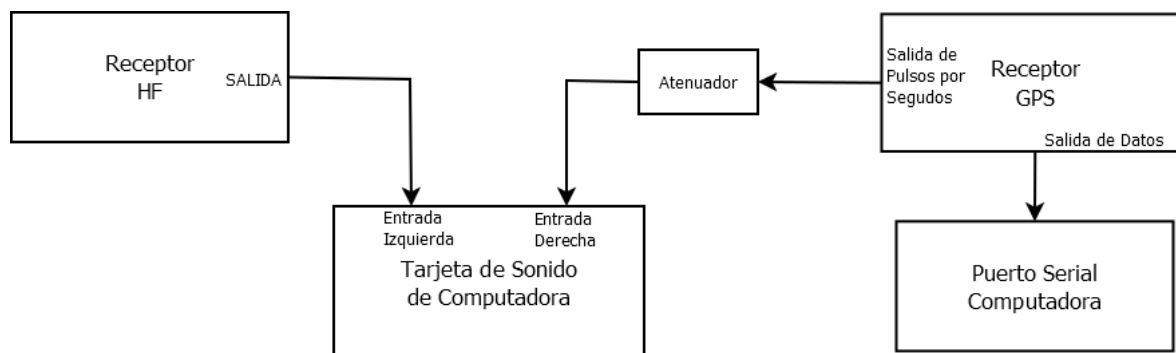 Receptor
HF
SALIDA
Atenuador
Salida de
Pulsos por
Segudos
Receptor
GPS
Salida de Datos
Entrada
Izquierda
Entrada
Derecha
Tarjeta de Sonido
de Computadora
Puerto Serial
Computadora